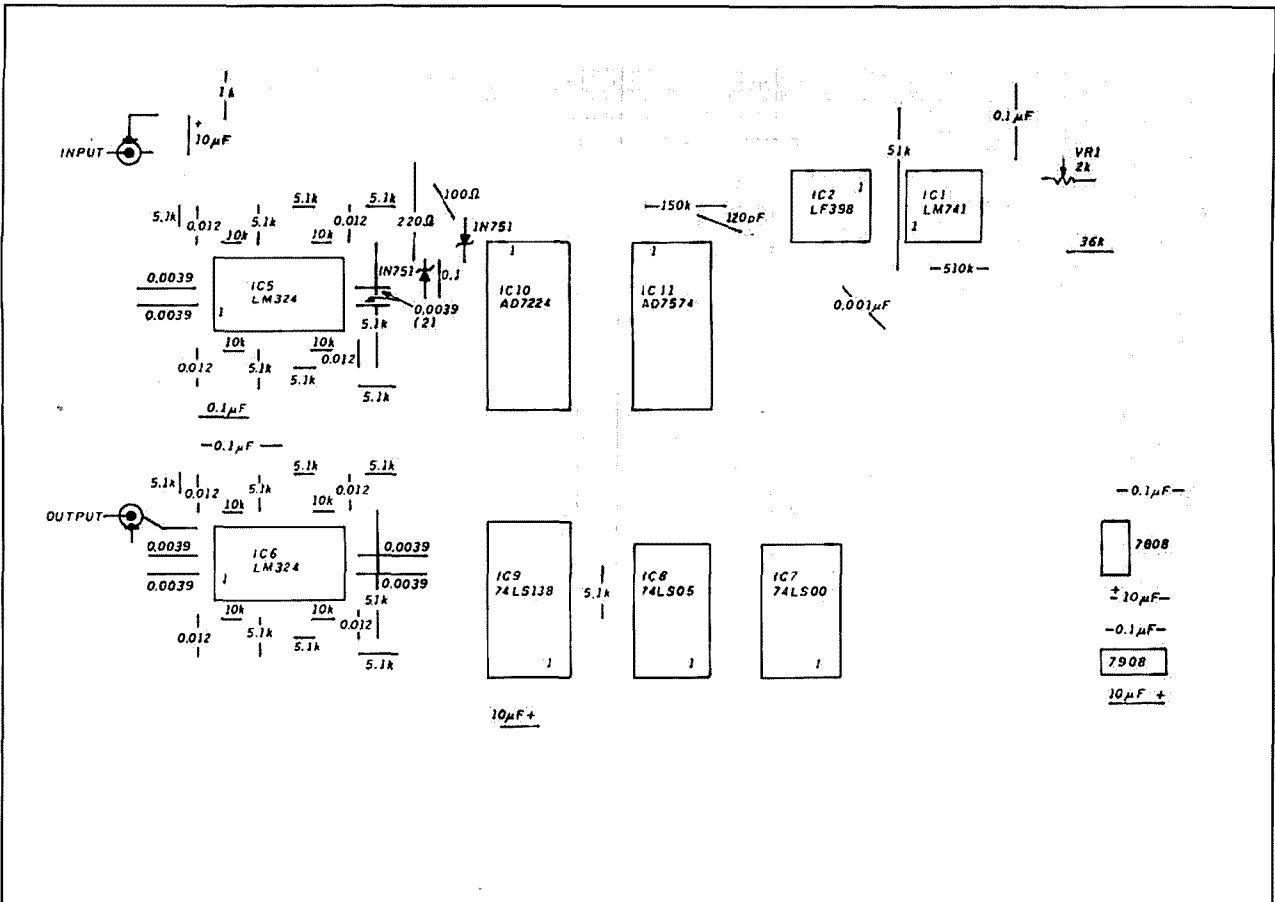 1k
+
10µF
INPUT
0.1µF
51k
VR1
2k
IC2
LF398
1
IC1
LM741
1
5.1k
5.1k
100Ω
150k
120pF
5.1k
0.012
5.1k
0.012
220Ω
1N751
10k
10k
36k
0.0039
IC5
LM324
1
0.0039
1N751
0.1
1
IC10
AD7224
1
IC11
AD7574
510k
0.001µF
0.0039
(2)
5.1k
10k
10k
0.012
5.1k
5.1k
0.012
5.1k
0.1µF
0.1µF
5.1k
5.1k
5.1k
0.012
5.1k
0.012
10k
10k
OUTPUT
0.1µF
0.0039
0.0039
IC6
LM324
1
0.0039
0.0039
5.1k
IC9
74LS138
1
5.1k
IC8
74LS05
1
IC7
74LS00
1
7808
+
10µF
0.1µF
7908
10µF +
10k
10k
0.012
5.1k
5.1k
0.012
5.1k
10µF+